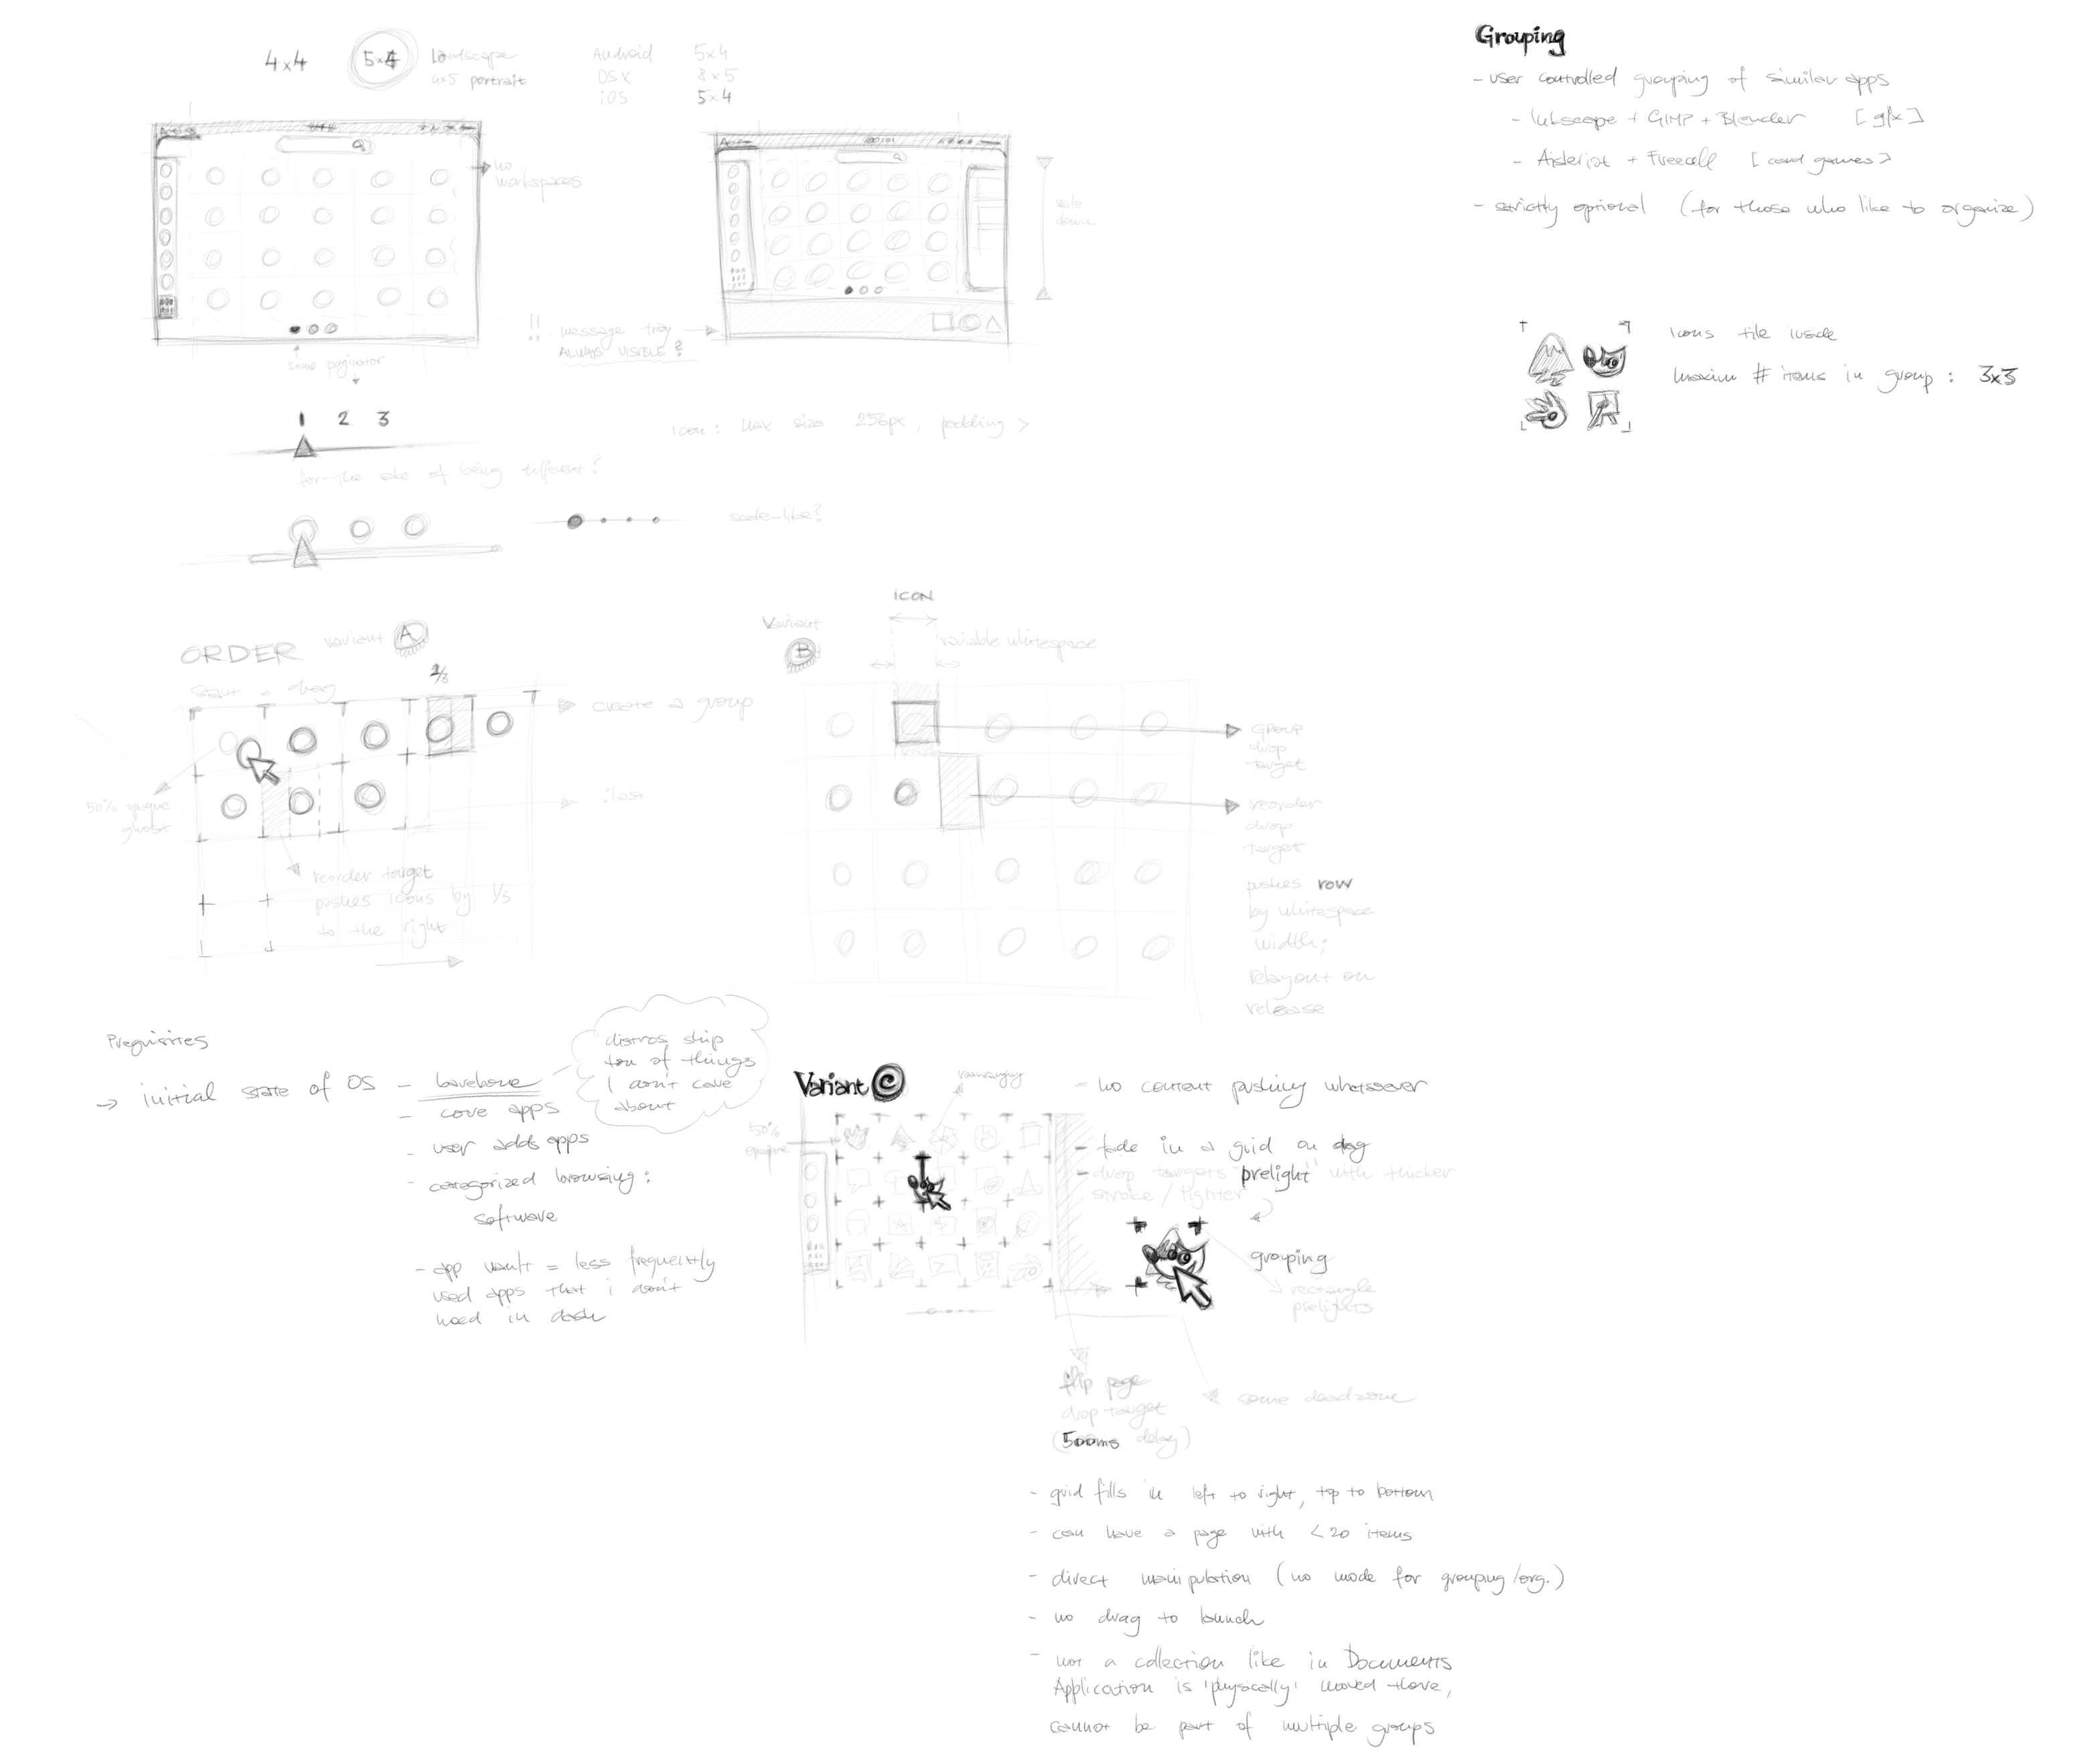 4x4
5x4
Landscape
4x5 portrait
Android 5x4
OSX 8x5
iOS 5x4
no
workspaces
scale
down
!! message tray
ALWAYS VISIBLE?
some paginator
1 2 3
for the sake of being different?
icon: max size 256px, padding >
scale-like?
Grouping
- user controlled grouping of similar apps
- Inkscape + GIMP + Blender [gfx]
- Aisleriot + Freecell [card games]
- strictly optional (for those who like to organize)
icons tile inside
maxim # items in group: 3x3
ORDER variant A
start = drag
1/3
create a group
50% opaque
ghost
reorder target
pushes icons by 1/3
to the right
Variant
B
ICON
variable whitespace
group
drop
target
reorder
drop
target
pushes row
by whitespace
width;
relayout on
release
Prequisities
→ initial state of OS - barebone
- core apps
- user adds apps
- categorized browsing:
software
- app vault = less frequently
used apps that i don't
need in dash
distros ship
ton of things
I don't care
about
Variant C
rearranging
50%
opaque
- no content pushing whatsoever
- fade in a grid on drag
- drop targets "prelight" with thicker
stroke / lighter
grouping
rectangle
prelights
flip page
drop target
(500ms delay)
some deadzone
- grid fills in left to right, top to bottom
- can have a page with <20 items
- direct manipulation (no mode for grouping/org.)
- no drag to launch
- not a collection like in Documents
Application is 'physically' moved there,
cannot be part of multiple groups